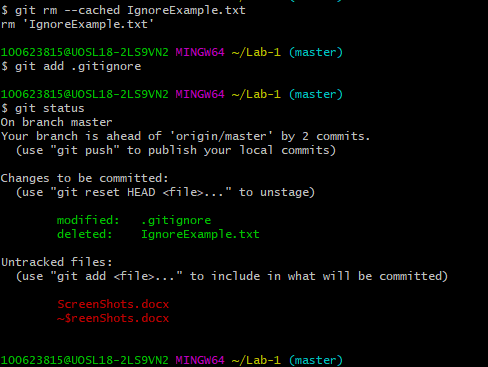 $ git rm --cached IgnoreExample.txt
rm 'IgnoreExample.txt'
100623815@UOSL18-2LS9VN2 MINGW64 ~/Lab-1 (master)
$ git add .gitignore
100623815@UOSL18-2LS9VN2 MINGW64 ~/Lab-1 (master)
$ git status
On branch master
Your branch is ahead of 'origin/master' by 2 commits.
(use "git push" to publish your local commits)
Changes to be committed:
(use "git reset HEAD <file>..." to unstage)
modified: .gitignore
deleted: IgnoreExample.txt
Untracked files:
(use "git add <file>..." to include in what will be committed)
ScreenShots.docx
~$reenShots.docx
100623815@UOSL18-2LS9VN2 MINGW64 ~/Lab-1 (master)